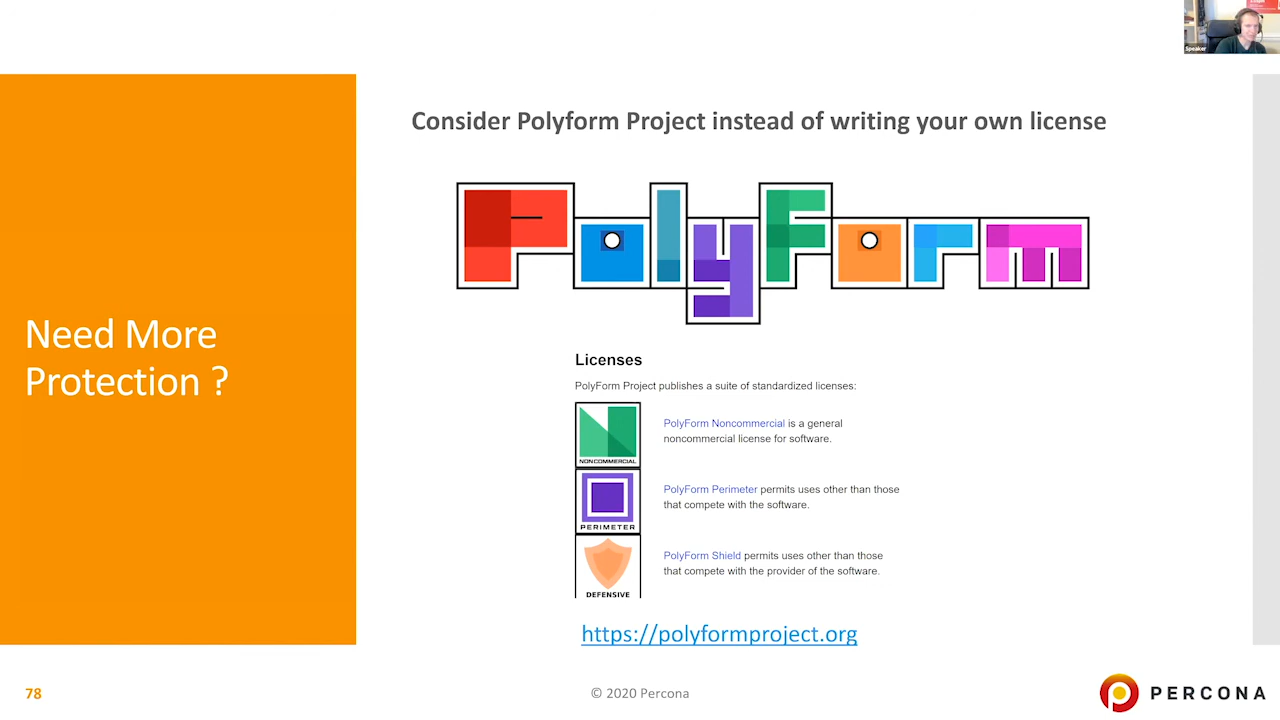 Speaker
Consider Polyform Project instead of writing your own license
PolyForm
Need More
Protection ?
Licenses
PolyForm Project publishes a suite of standardized licenses:
NONCOMMERCIAL
PolyForm Noncommercial is a general
noncommercial license for software.
PERIMETER
PolyForm Perimeter permits uses other than those
that compete with the software.
DEFENSIVE
PolyForm Shield permits uses other than those
that compete with the provider of the software.
https://polyformproject.org
78
© 2020 Percona
PERCONA